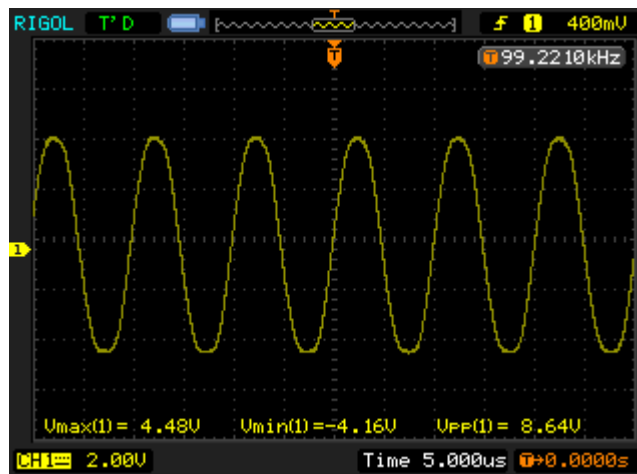 RIGOL T'D T f 1 400mV
T 99.2210kHz
T
1
Vmax(1)= 4.48V Vmin(1)=-4.16V Vpp(1)= 8.64V
CH1 2.00V Time 5.000us T→0.0000s